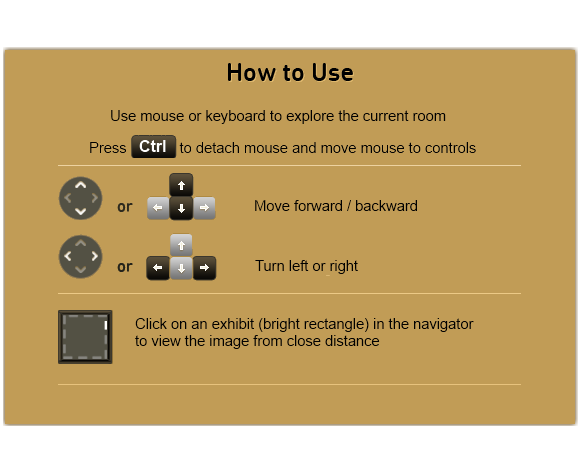 How to Use
Use mouse or keyboard to explore the current room
Press Ctrl to detach mouse and move mouse to controls
or Move forward / backward
or Turn left or right
Click on an exhibit (bright rectangle) in the navigator
to view the image from close distance